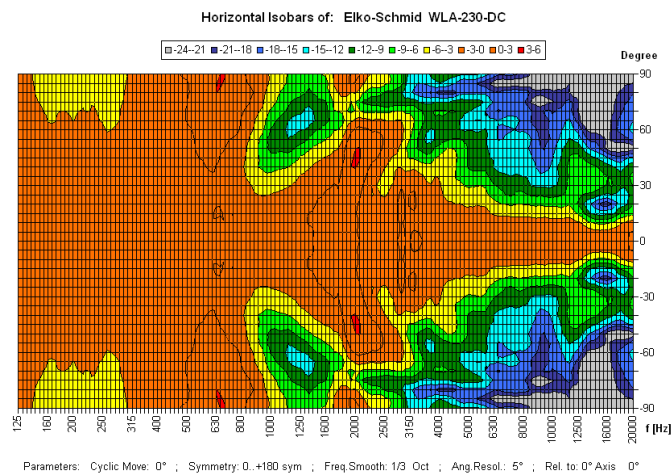 Horizontal Isobars of: Elko-Schmid WLA-230-DC
-24--21 -21--18 -18-15 -15--12 -12--9 -9--6 -6--3 -3-0 0-3 3-6
Degree
90
60
30
0
-30
-60
-90
125 160 200 250 315 400 500 630 800 1000 1250 1600 2000 2500 3150 4000 5000 6300 8000 10000 12500 16000 20000
f [Hz]
Parameters: Cyclic Move: 0° ; Symmetry: 0..+180 sym ; Freq.Smooth: 1/3 Oct ; Ang.Resol.: 5° ; Rel. to: 0° Axis 0°